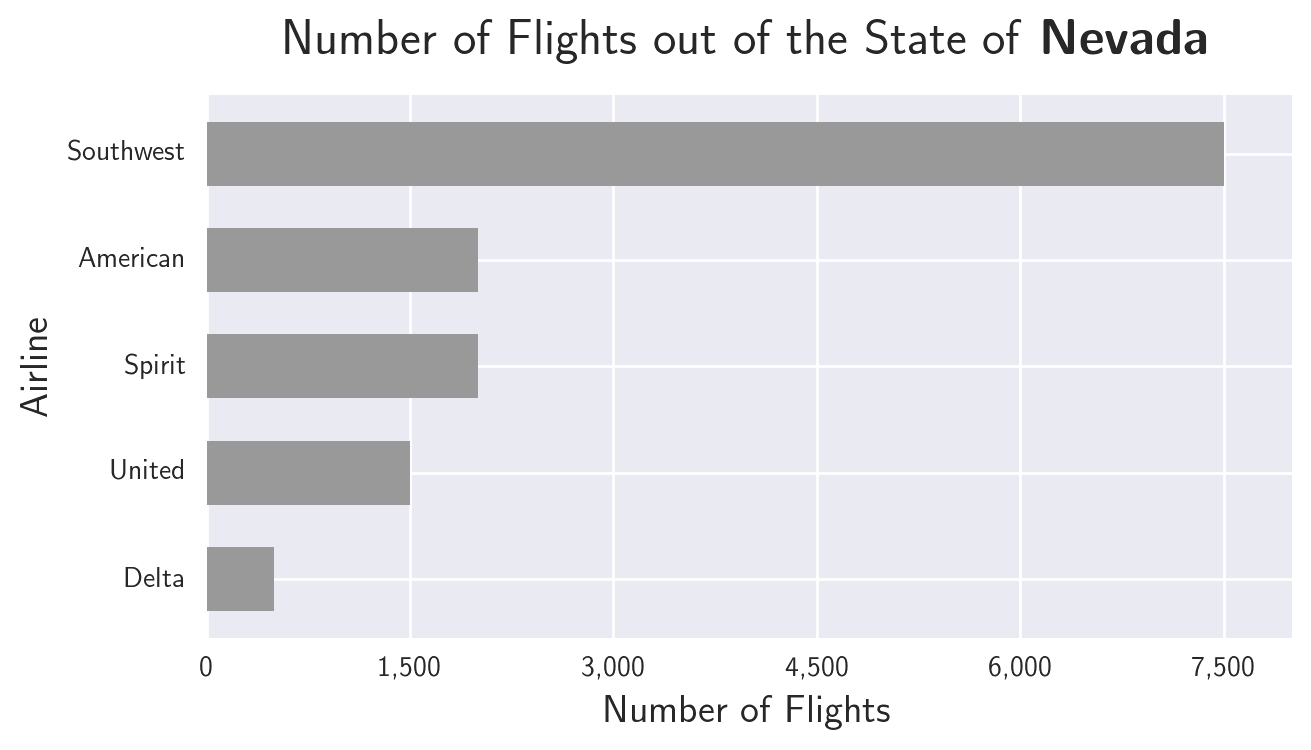 Number of Flights out of the State of Nevada
Southwest
American
Spirit
United
Delta
Airline
0 1,500 3,000 4,500 6,000 7,500
Number of Flights